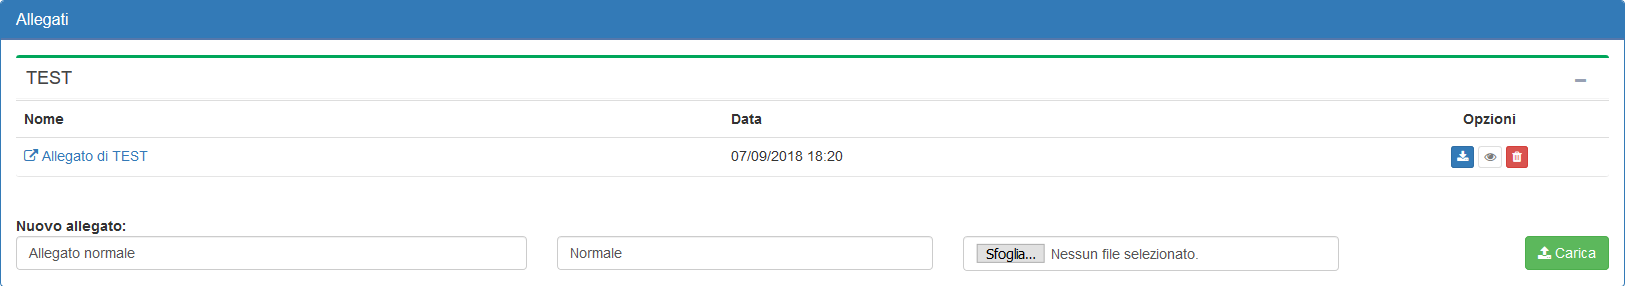 Allegati
TEST
Nome Data Opzioni
Allegato di TEST 07/09/2018 18:20
Nuovo allegato:
Allegato normale Normale Sfoglia... Nessun file selezionato. Carica